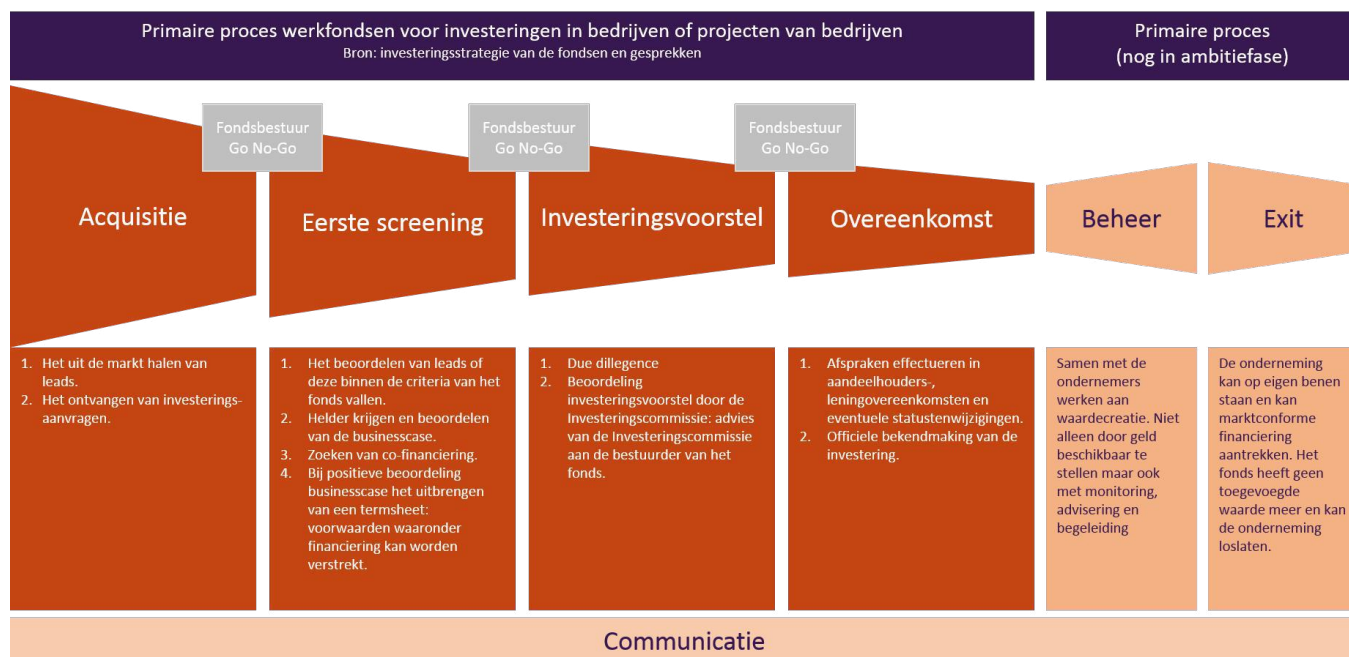 Primaire proces werkfondsen voor investeringen in bedrijven of projecten van bedrijven
Bron: investeringsstrategie van de fondsen en gesprekken
Primaire proces
(nog in ambitiefase)
Fondsbestuur
Go No-Go
Fondsbestuur
Go No-Go
Fondsbestuur
Go No-Go
Acquisitie
Eerste screening
Investeringsvoorstel
Overeenkomst
Beheer
Exit
1. Het uit de markt halen van
leads.
2. Het ontvangen van investerings-
aanvragen.
1. Het beoordelen van leads of
deze binnen de criteria van het
fonds vallen.
2. Helder krijgen en beoordelen
van de businesscase.
3. Zoeken van co-financiering.
4. Bij positieve beoordeling
businesscase het uitbrengen
van een termsheet:
voorwaarden waaronder
financiering kan worden
verstrekt.
1. Due dillegence
2. Beoordeling
investeringsvoorstel door de
Investeringscommissie: advies
van de Investeringscommissie
aan de bestuurder van het
fonds.
1. Afspraken effectueren in
aandeelhouders-,
leningovereenkomsten en
eventuele statustenwijzigingen.
2. Officiele bekendmaking van de
investering.
Samen met de
ondernemers
werken aan
waardecreatie. Niet
alleen door geld
beschikbaar te
stellen maar ook
met monitoring,
advisering en
begeleiding
De onderneming
kan op eigen benen
staan en kan
marktconforme
financiering
aantrekken. Het
fonds heeft geen
toegevoegde
waarde meer en kan
de onderneming
loslaten.
Communicatie